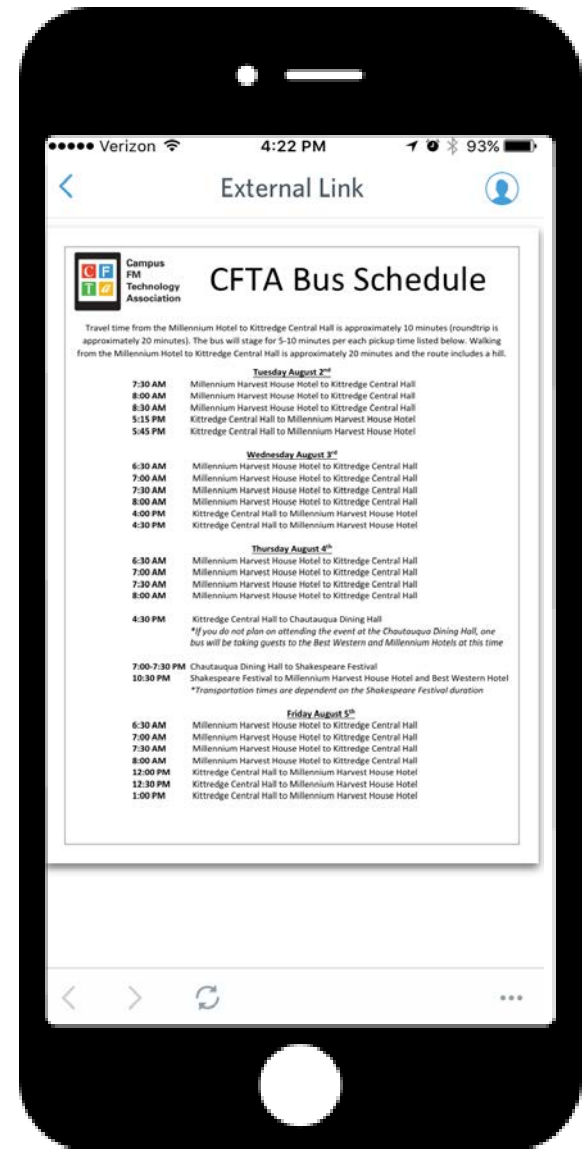 Verizon 4:22 PM 93%
External Link
CFTa
Campus
FM
Technology
Association
CFTA Bus Schedule
Travel time from the Millennium Hotel to Kittredge Central Hall is approximately 10 minutes (roundtrip is
approximately 20 minutes). The bus will stage for 5-10 minutes per each pickup time listed below. Walking
from the Millennium Hotel to Kittredge Central Hall is approximately 20 minutes and the route includes a hill.
Tuesday August 2nd
7:30 AM Millennium Harvest House Hotel to Kittredge Central Hall
8:00 AM Millennium Harvest House Hotel to Kittredge Central Hall
8:30 AM Millennium Harvest House Hotel to Kittredge Central Hall
5:15 PM Kittredge Central Hall to Millennium Harvest House Hotel
5:45 PM Kittredge Central Hall to Millennium Harvest House Hotel
Wednesday August 3rd
6:30 AM Millennium Harvest House Hotel to Kittredge Central Hall
7:00 AM Millennium Harvest House Hotel to Kittredge Central Hall
7:30 AM Millennium Harvest House Hotel to Kittredge Central Hall
8:00 AM Millennium Harvest House Hotel to Kittredge Central Hall
4:00 PM Kittredge Central Hall to Millennium Harvest House Hotel
4:30 PM Kittredge Central Hall to Millennium Harvest House Hotel
Thursday August 4th
6:30 AM Millennium Harvest House Hotel to Kittredge Central Hall
7:00 AM Millennium Harvest House Hotel to Kittredge Central Hall
7:30 AM Millennium Harvest House Hotel to Kittredge Central Hall
8:00 AM Millennium Harvest House Hotel to Kittredge Central Hall
4:30 PM Kittredge Central Hall to Chautauqua Dining Hall
*If you do not plan on attending the event at the Chautauqua Dining Hall, one
bus will be taking guests to the Best Western and Millennium Hotels at this time
7:00-7:30 PM Chautauqua Dining Hall to Shakespeare Festival
10:30 PM Shakespeare Festival to Millennium Harvest House Hotel and Best Western Hotel
*Transportation times are dependent on the Shakespeare Festival duration
Friday August 5th
6:30 AM Millennium Harvest House Hotel to Kittredge Central Hall
7:00 AM Millennium Harvest House Hotel to Kittredge Central Hall
7:30 AM Millennium Harvest House Hotel to Kittredge Central Hall
8:00 AM Millennium Harvest House Hotel to Kittredge Central Hall
12:00 PM Kittredge Central Hall to Millennium Harvest House Hotel
12:30 PM Kittredge Central Hall to Millennium Harvest House Hotel
1:00 PM Kittredge Central Hall to Millennium Harvest House Hotel